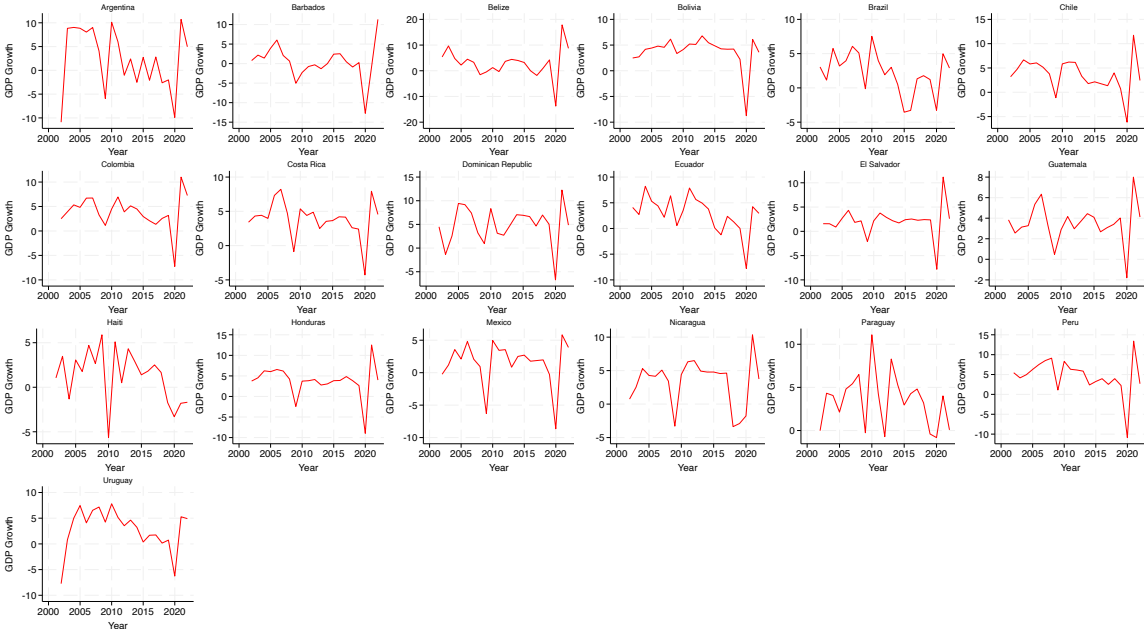 Argentina
GDP Growth
10
5
0
-5
-10
2000 2005 2010 2015 2020
Year
Barbados
GDP Growth
10
5
0
-5
-10
-15
2000 2005 2010 2015 2020
Year
Belize
GDP Growth
20
10
0
-10
-20
2000 2005 2010 2015 2020
Year
Bolivia
GDP Growth
10
5
0
-5
-10
2000 2005 2010 2015 2020
Year
Brazil
GDP Growth
10
5
0
-5
2000 2005 2010 2015 2020
Year
Chile
GDP Growth
15
10
5
0
-5
2000 2005 2010 2015 2020
Year
Colombia
GDP Growth
10
5
0
-5
-10
2000 2005 2010 2015 2020
Year
Costa Rica
GDP Growth
10
5
0
-5
2000 2005 2010 2015 2020
Year
Dominican Republic
GDP Growth
15
10
5
0
-5
2000 2005 2010 2015 2020
Year
Ecuador
GDP Growth
10
5
0
-5
-10
2000 2005 2010 2015 2020
Year
El Salvador
GDP Growth
10
5
0
-5
-10
2000 2005 2010 2015 2020
Year
Guatemala
GDP Growth
8
6
4
2
0
-2
2000 2005 2010 2015 2020
Year
Haiti
GDP Growth
5
0
-5
2000 2005 2010 2015 2020
Year
Honduras
GDP Growth
15
10
5
0
-5
-10
2000 2005 2010 2015 2020
Year
Mexico
GDP Growth
5
0
-5
-10
2000 2005 2010 2015 2020
Year
Nicaragua
GDP Growth
10
5
0
-5
2000 2005 2010 2015 2020
Year
Paraguay
GDP Growth
10
5
0
2000 2005 2010 2015 2020
Year
Peru
GDP Growth
15
10
5
0
-5
-10
2000 2005 2010 2015 2020
Year
Uruguay
GDP Growth
10
5
0
-5
-10
2000 2005 2010 2015 2020
Year